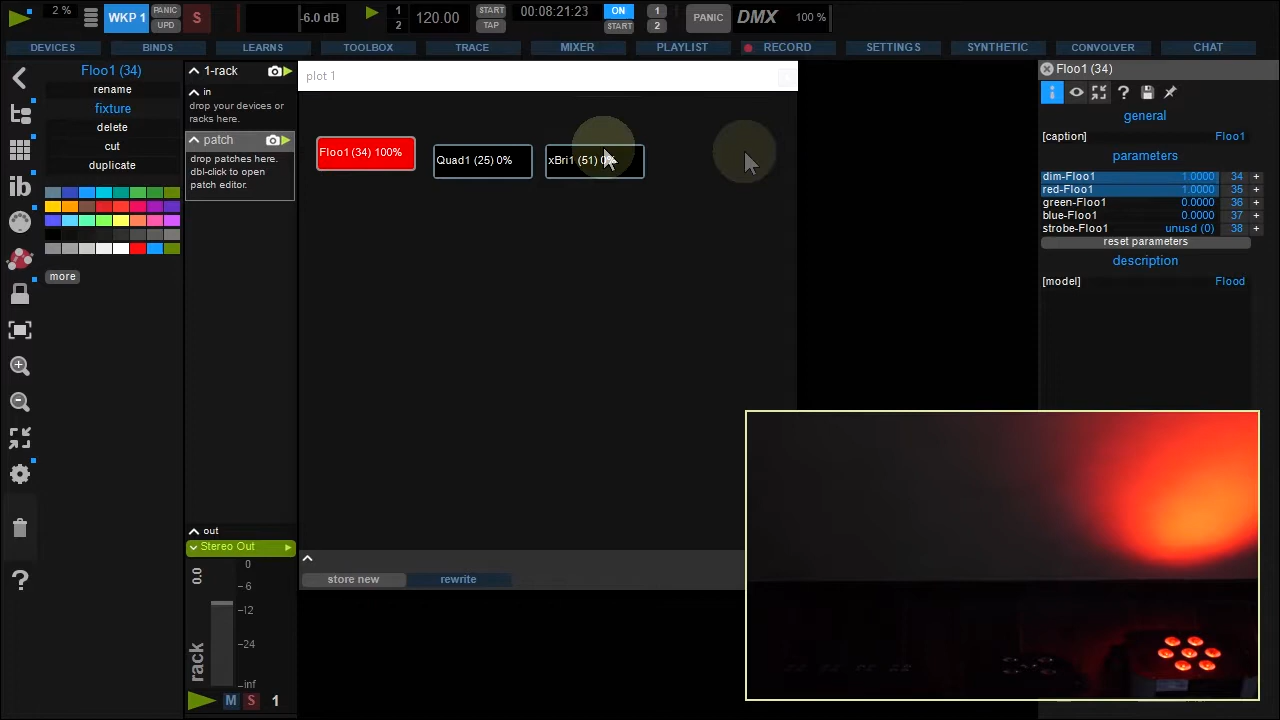 2 %
WKP 1
PANIC
UPD
S
-6.0 dB
1
2
120.00
START
TAP
00:08:21:23
ON
START
1
2
PANIC
DMX
100 %
DEVICES
BINDS
LEARNS
TOOLBOX
TRACE
MIXER
PLAYLIST
RECORD
SETTINGS
SYNTHETIC
CONVOLVER
CHAT
Floo1 (34)
rename
fixture
delete
cut
duplicate
more
1-rack
in
drop your devices or
racks here.
patch
drop patches here.
dbl-click to open
patch editor.
out
Stereo Out
0.0
0
-6
-12
-24
-inf
rack
M
S
1
plot 1
Floo1 (34) 100%
Quad1 (25) 0%
xBri1 (51) 0%
store new
rewrite
Floo1 (34)
i
?
general
[caption] Floo1
parameters
dim-Floo1 1.0000 34 +
red-Floo1 1.0000 35 +
green-Floo1 0.0000 36 +
blue-Floo1 0.0000 37 +
strobe-Floo1 unusd (0) 38 +
reset parameters
description
[model] Flood
ib
?